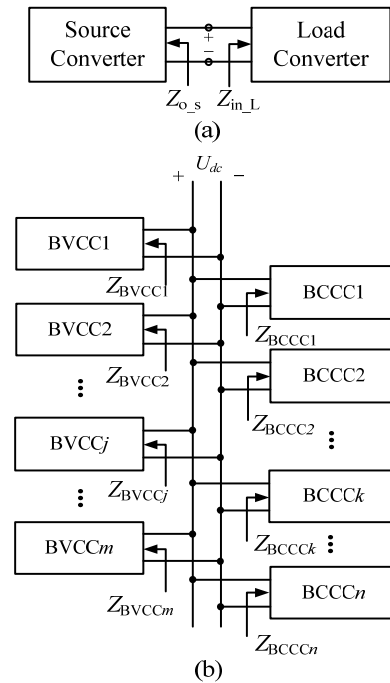 Source Converter
+
−
Load Converter
Z_o_s
Z_in_L
(a)
U_dc
+
−
BVCC1
Z_BVCC1
BCCC1
Z_BCCC1
BVCC2
Z_BVCC2
BCCC2
Z_BCCC2
BVCCj
Z_BVCCj
BCCCk
Z_BCCCk
BVCCm
Z_BVCCm
BCCCn
Z_BCCCn
(b)